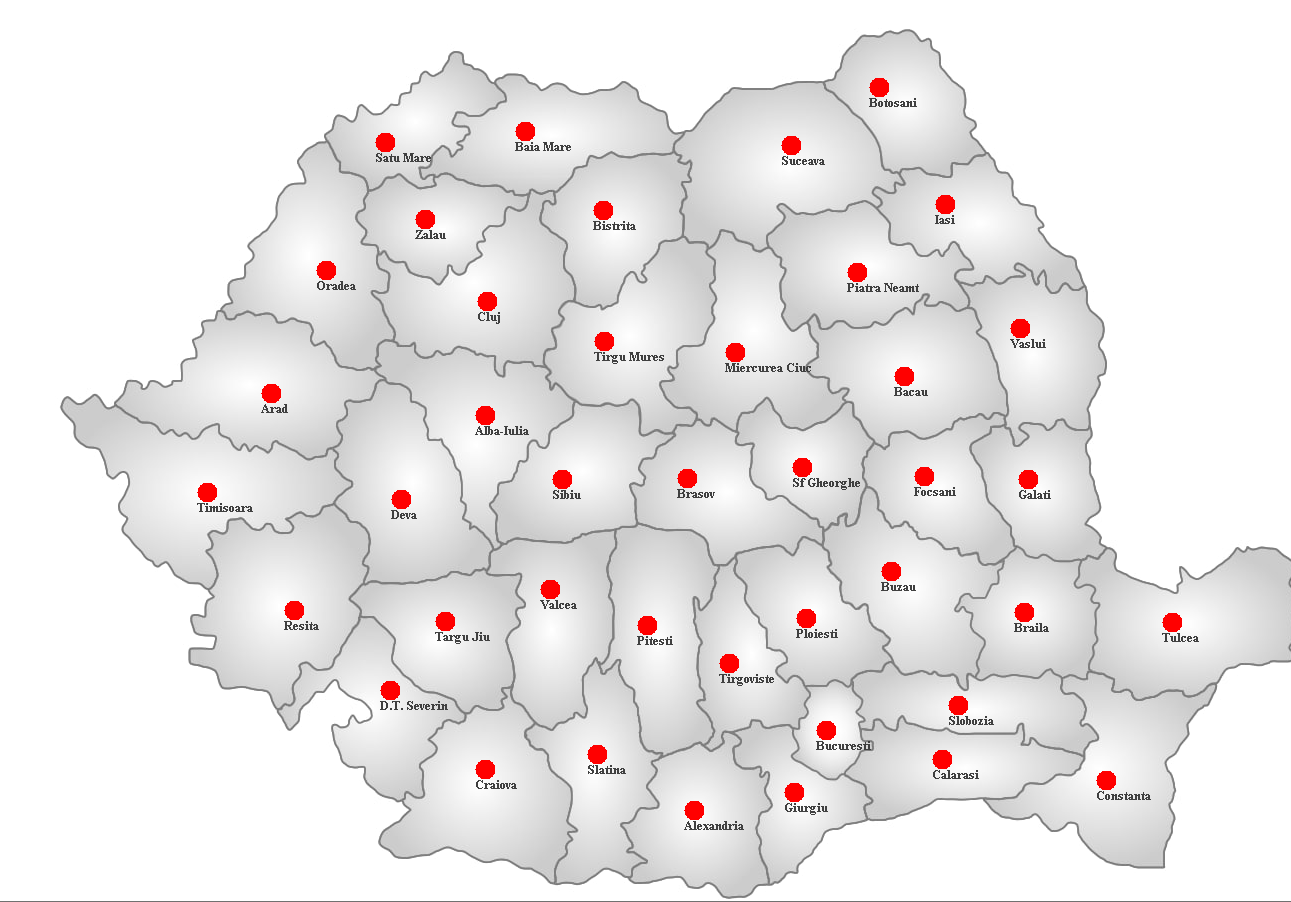 Botosani
Baia Mare
Satu Mare
Suceava
Iasi
Bistrita
Zalau
Oradea
Piatra Neamt
Cluj
Vaslui
Tirgu Mures
Miercurea Ciuc
Bacau
Arad
Alba-Iulia
Sf Gheorghe
Focsani
Sibiu
Brasov
Galati
Timisoara
Deva
Buzau
Valcea
Resita
Braila
Ploiesti
Targu Jiu
Pitesti
Tulcea
Tirgoviste
D.T. Severin
Slobozia
Bucuresti
Slatina
Calarasi
Craiova
Constanta
Giurgiu
Alexandria